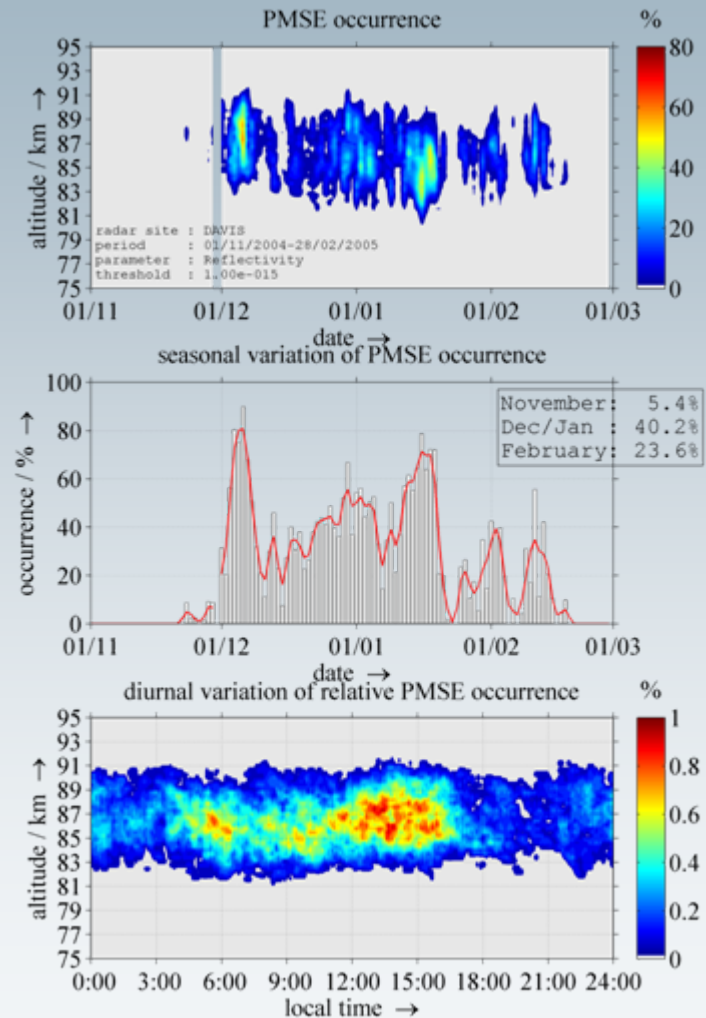 PMSE occurrence
%
95
93
91
89
87
85
83
81
79
77
75
altitude / km →
radar site : DAVIS
period : 01/11/2004-28/02/2005
parameter : Reflectivity
threshold : 1.00e-015
80
60
40
20
0
01/11 01/12 01/01 01/02 01/03
date →
seasonal variation of PMSE occurrence
100
80
60
40
20
0
occurrence / % →
November: 5.4%
Dec/Jan : 40.2%
February: 23.6%
01/11 01/12 01/01 01/02 01/03
date →
diurnal variation of relative PMSE occurrence
%
95
93
91
89
87
85
83
81
79
77
75
altitude / km →
1
0.8
0.6
0.4
0.2
0
0:00 3:00 6:00 9:00 12:00 15:00 18:00 21:00 24:00
local time →